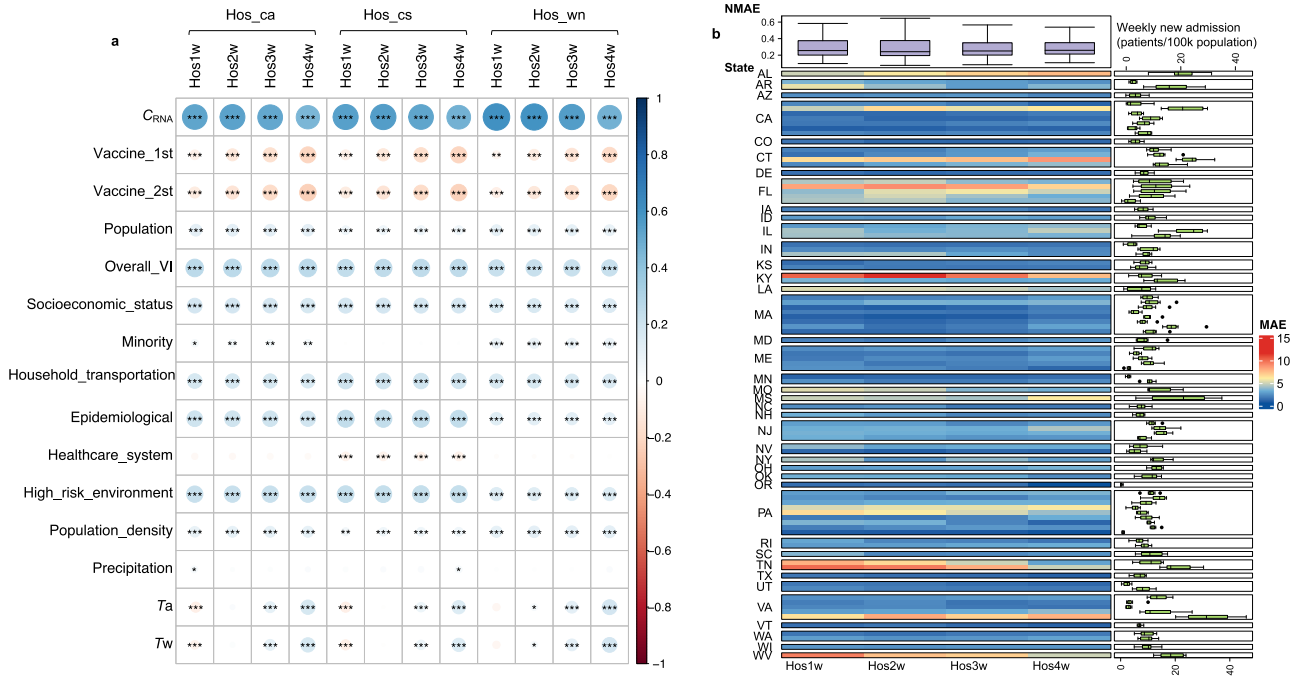 a
Hos_ca Hos_cs Hos_wn
Hos1w Hos2w Hos3w Hos4w Hos1w Hos2w Hos3w Hos4w Hos1w Hos2w Hos3w Hos4w
C_RNA *** *** *** *** *** *** *** *** *** *** *** ***
Vaccine_1st *** *** *** *** *** *** *** *** ** *** *** ***
Vaccine_2st *** *** *** *** *** *** *** *** *** *** *** ***
Population *** *** *** *** *** *** *** *** *** *** *** ***
Overall_VI *** *** *** *** *** *** *** *** *** *** *** ***
Socioeconomic_status *** *** *** *** *** *** *** *** *** *** *** ***
Minority * ** ** ** *** *** *** ***
Household_transportation *** *** *** *** *** *** *** *** *** *** *** ***
Epidemiological *** *** *** *** *** *** *** *** *** *** *** ***
Healthcare_system *** *** *** ***
High_risk_environment *** *** *** *** *** *** *** *** *** *** *** ***
Population_density *** *** *** *** ** *** *** *** *** *** *** ***
Precipitation * *
Ta *** *** *** *** *** *** * *** ***
Tw *** *** *** *** *** *** * *** ***
1
0.8
0.6
0.4
0.2
0
−0.2
−0.4
−0.6
−0.8
−1
b
NMAE
0.6
0.4
0.2
State
Weekly new admission
(patients/100k population)
0 20 40
AL
AR
AZ
CA
CO
CT
DE
FL
IA
ID
IL
IN
KS
KY
LA
MA
MD
ME
MN
MO
MS
NC
NH
NJ
NV
NY
OH
OK
OR
PA
RI
SC
TN
TX
UT
VA
VT
WA
WI
WV
Hos1w Hos2w Hos3w Hos4w
0 20 40
MAE
15
10
5
0